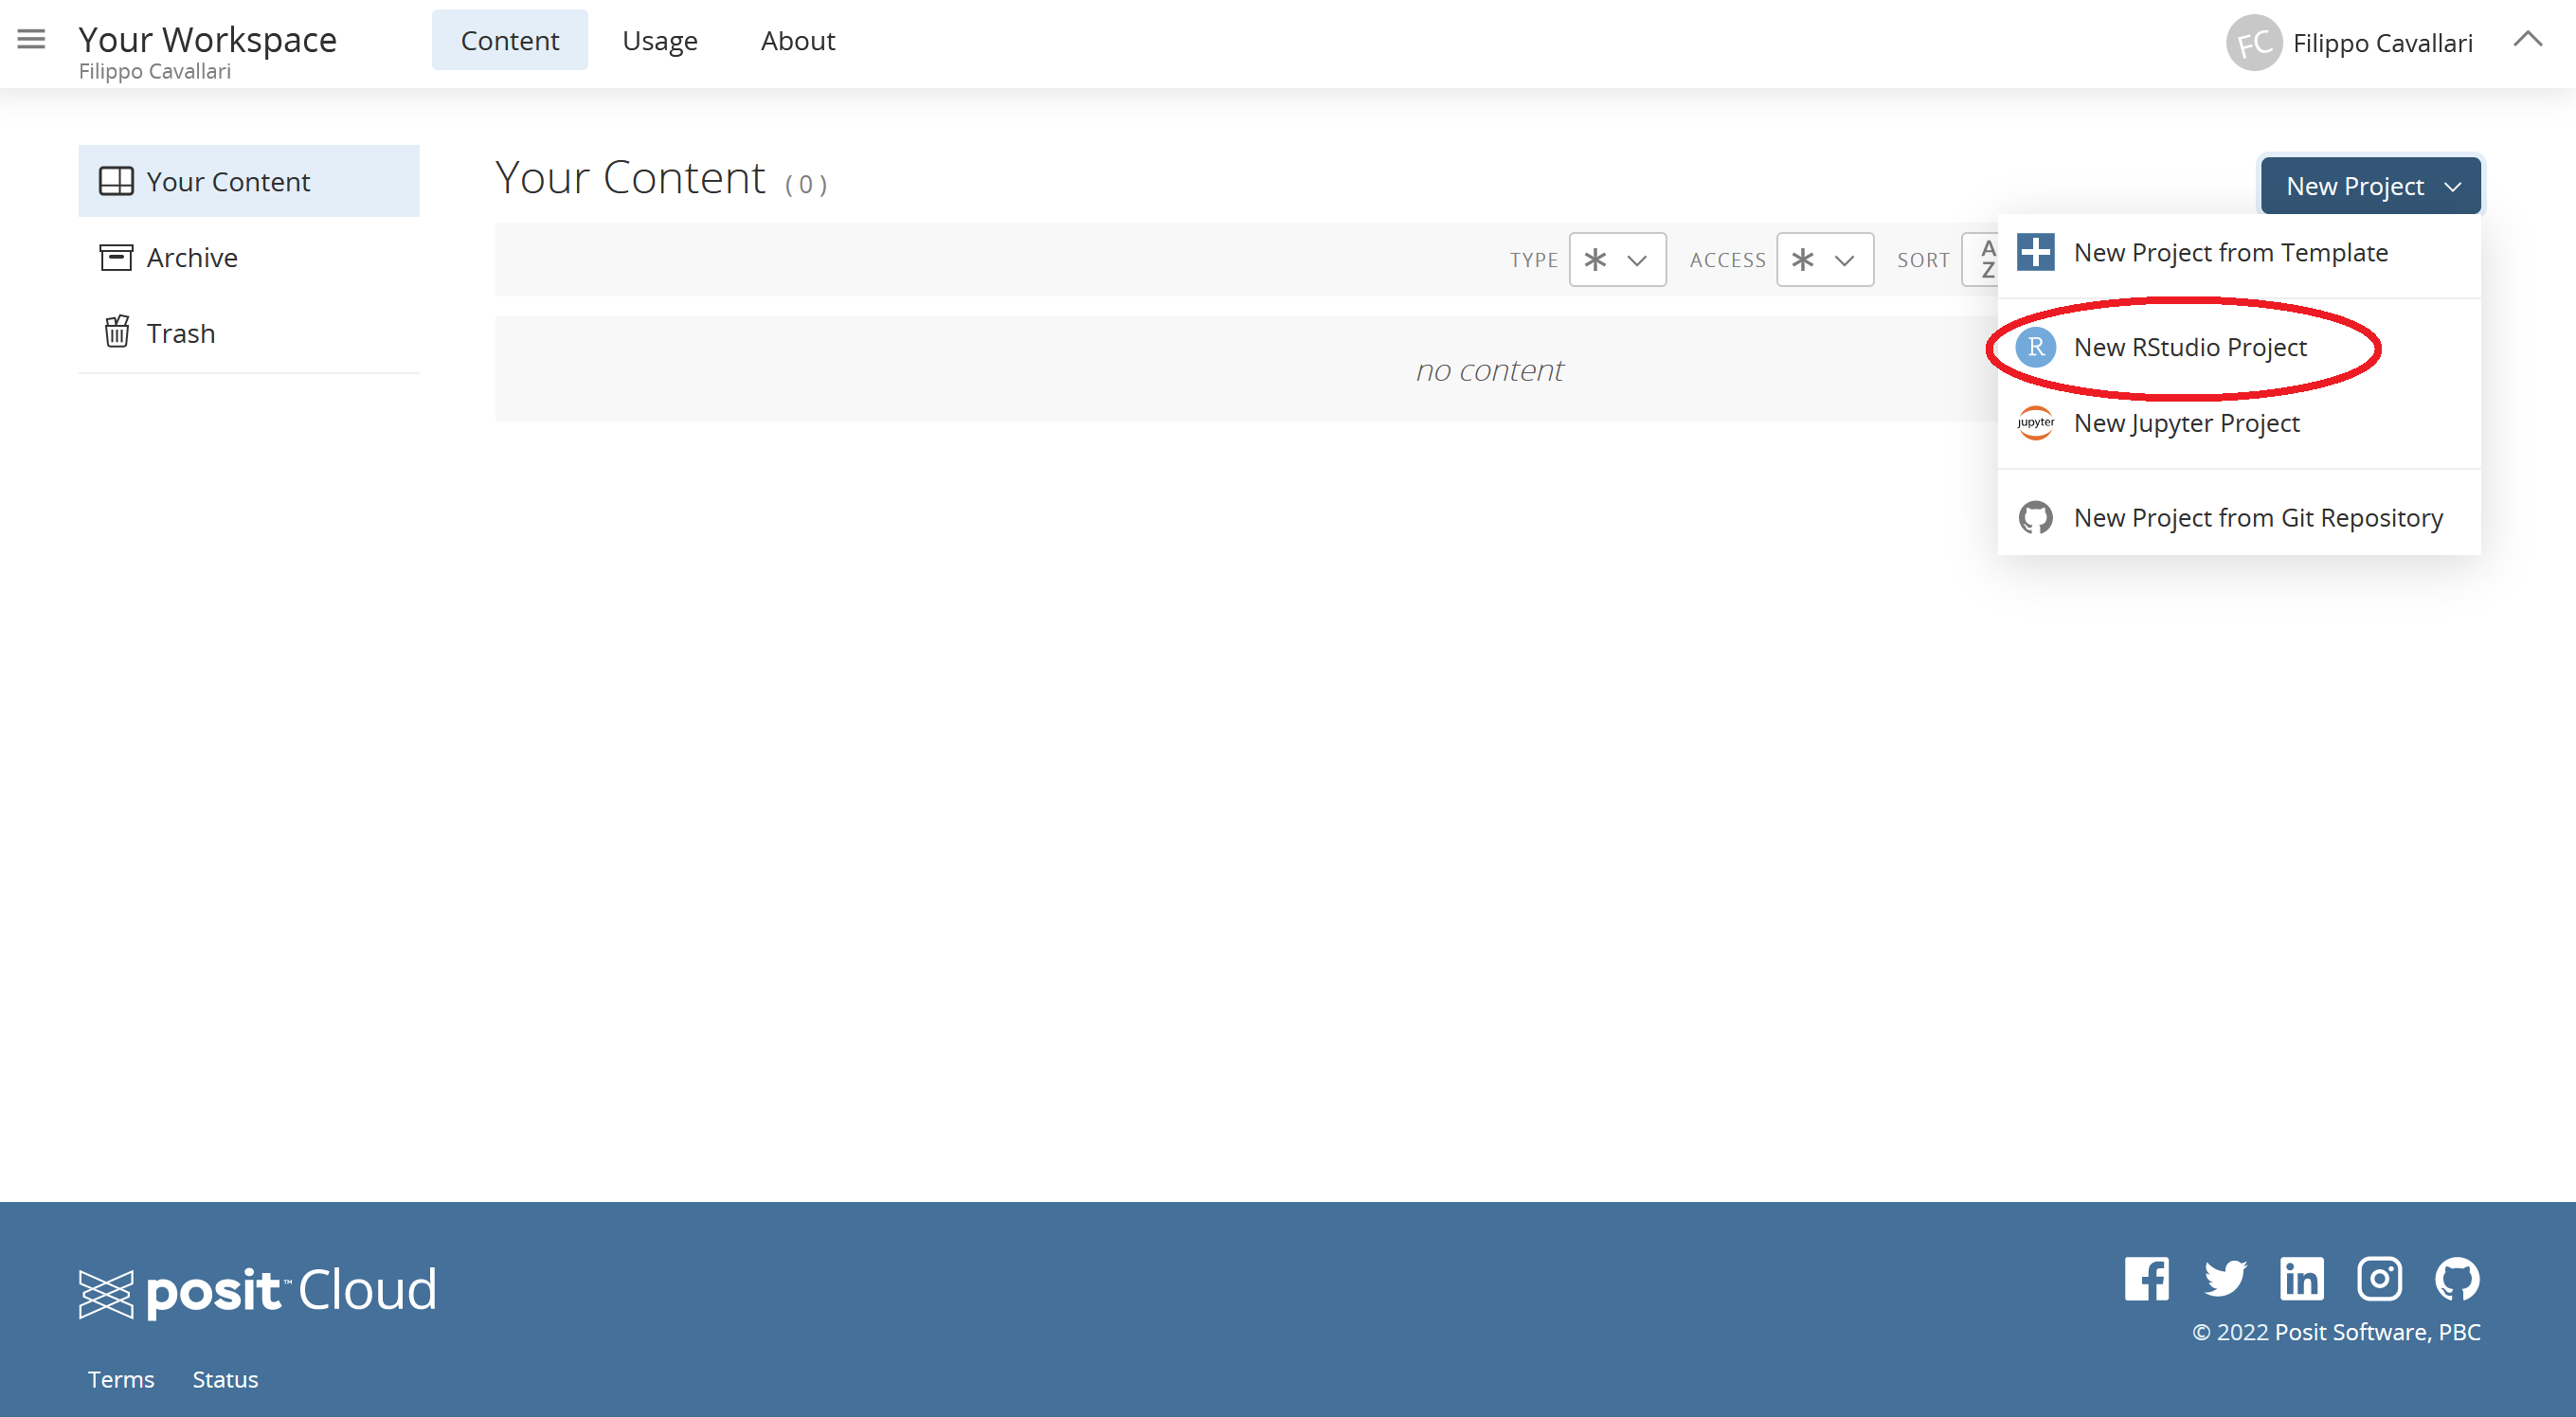 Your Workspace
Filippo Cavallari
Content
Usage
About
FC
Filippo Cavallari
Your Content
Archive
Trash
Your Content ( 0 )
New Project
TYPE
ACCESS
SORT
A
Z
no content
New Project from Template
R
New RStudio Project
jupyter
New Jupyter Project
New Project from Git Repository
posit™ Cloud
Terms
Status
© 2022 Posit Software, PBC